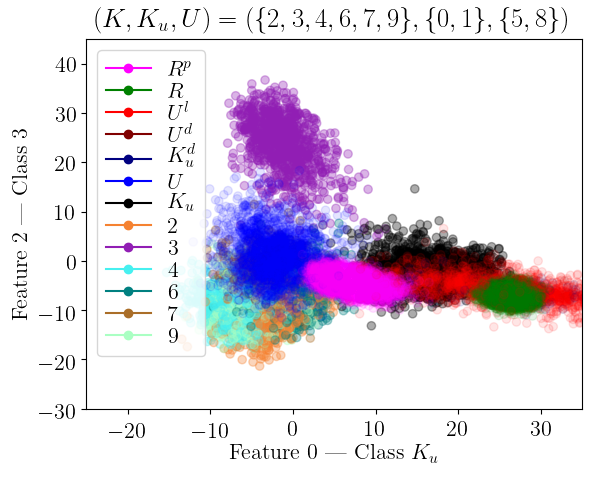 (K, K_u, U) = ({2, 3, 4, 6, 7, 9}, {0, 1}, {5, 8})
Feature 2 — Class 3
40
30
20
10
0
−10
−20
−30
R^p
R
U^l
U^d
K_u^d
U
K_u
2
3
4
6
7
9
−20 −10 0 10 20 30
Feature 0 — Class K_u